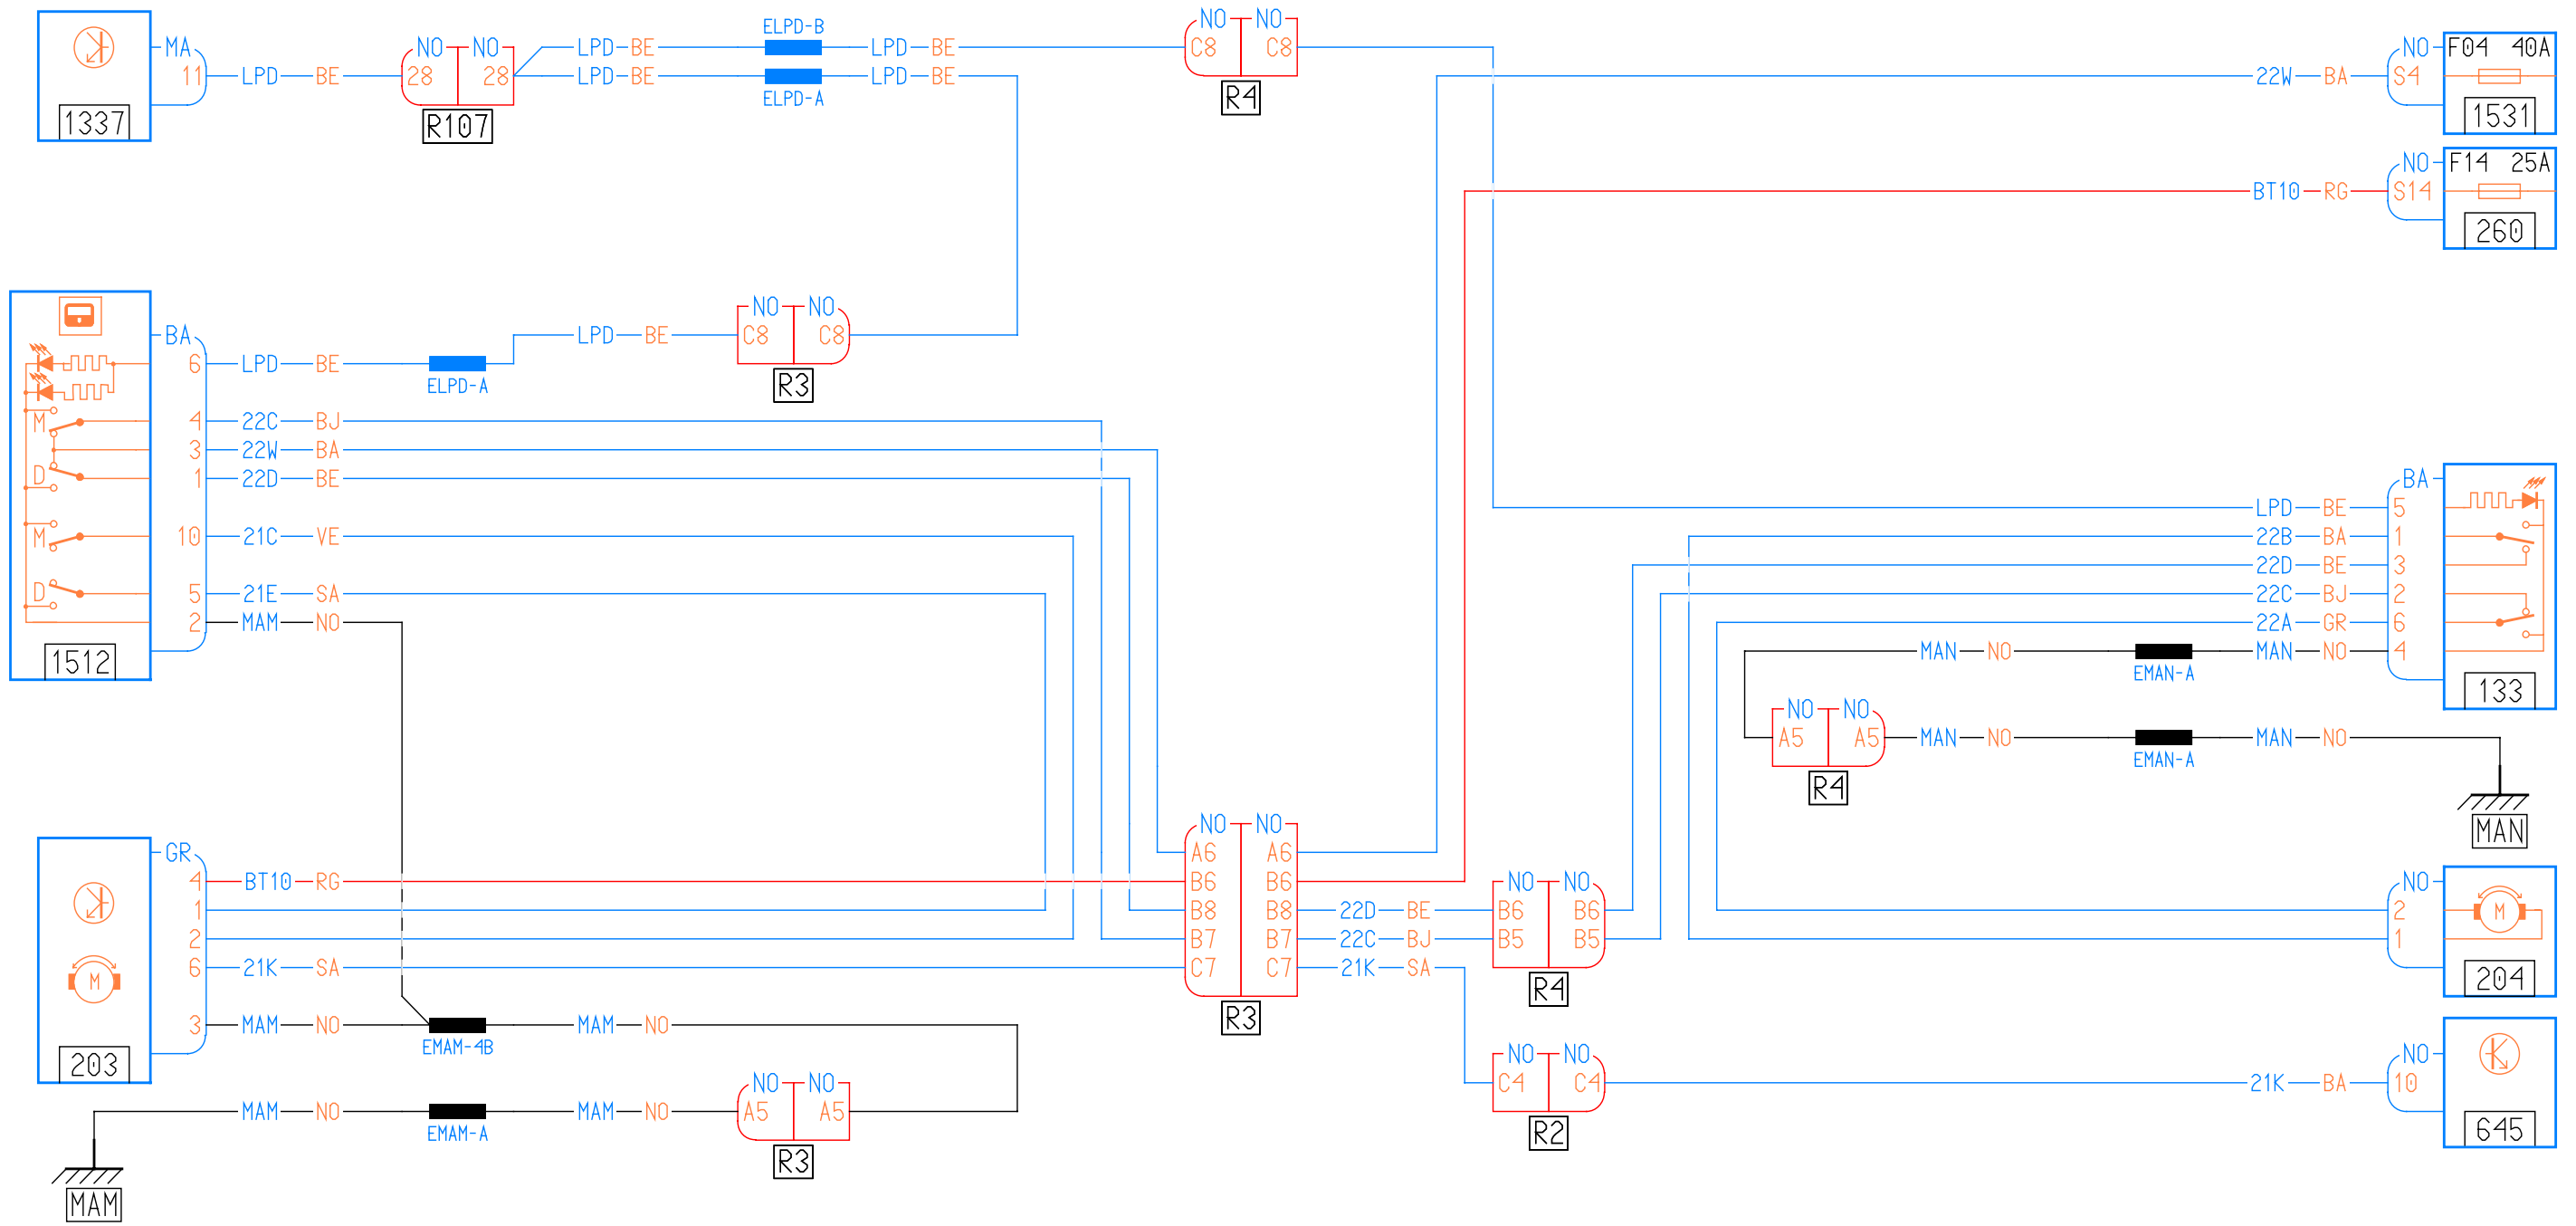 MA
11 LPD BE
1337
NO NO
28 28
R107
LPD BE ELPD-B LPD BE
LPD BE ELPD-A LPD BE
NO NO
C8 C8
R4
22W BA
NO
S4
F04 40A
1531
BT10 RG
NO
S14
F14 25A
260
BA
6 LPD BE
ELPD-A
LPD BE
NO NO
C8 C8
R3
M
4 22C BJ
3 22W BA
D
1 22D BE
M
10 21C VE
D
5 21E SA
2 MAM NO
1512
BA
LPD BE 5
22B BA 1
22D BE 3
22C BJ 2
22A GR 6
MAN NO EMAN-A MAN NO 4
133
NO NO
A5 A5
R4
MAN NO EMAN-A MAN NO
MAN
GR
4 BT10 RG
1
2
M
6 21K SA
3 MAM NO
EMAM-4B
MAM NO
203
NO NO
A6 A6
B6 B6
B8 B8
B7 B7
C7 C7
R3
22D BE
22C BJ
21K SA
NO NO
B6 B6
B5 B5
R4
NO
2
1
M
204
NO NO
C4 C4
R2
21K BA
NO
10
645
MAM NO
EMAM-A
MAM NO
NO NO
A5 A5
R3
MAM